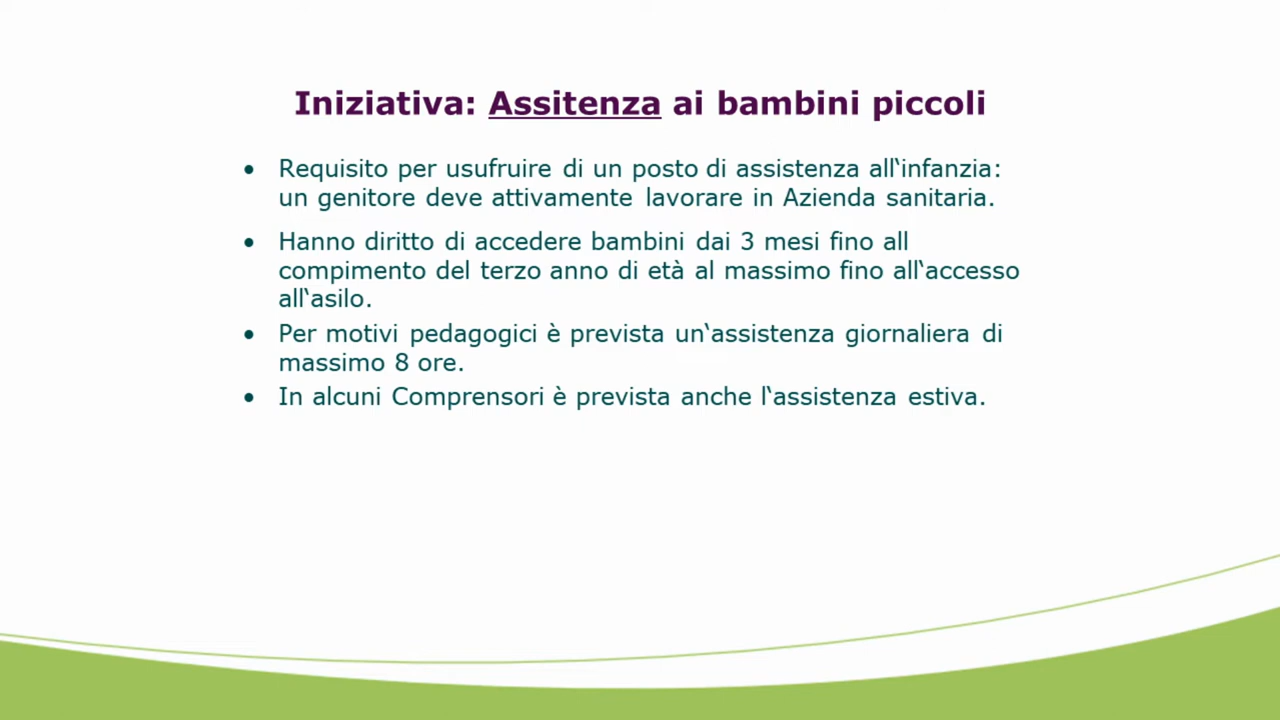 Iniziativa: Assitenza ai bambini piccoli
• Requisito per usufruire di un posto di assistenza all‘infanzia:
un genitore deve attivamente lavorare in Azienda sanitaria.
• Hanno diritto di accedere bambini dai 3 mesi fino all
compimento del terzo anno di età al massimo fino all‘accesso
all‘asilo.
• Per motivi pedagogici è prevista un‘assistenza giornaliera di
massimo 8 ore.
• In alcuni Comprensori è prevista anche l‘assistenza estiva.